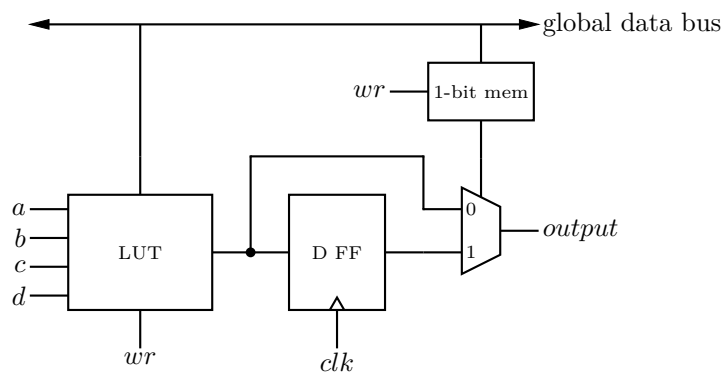 global data bus
wr
1-bit mem
a
b
c
d
LUT
D FF
0
1
output
wr
clk